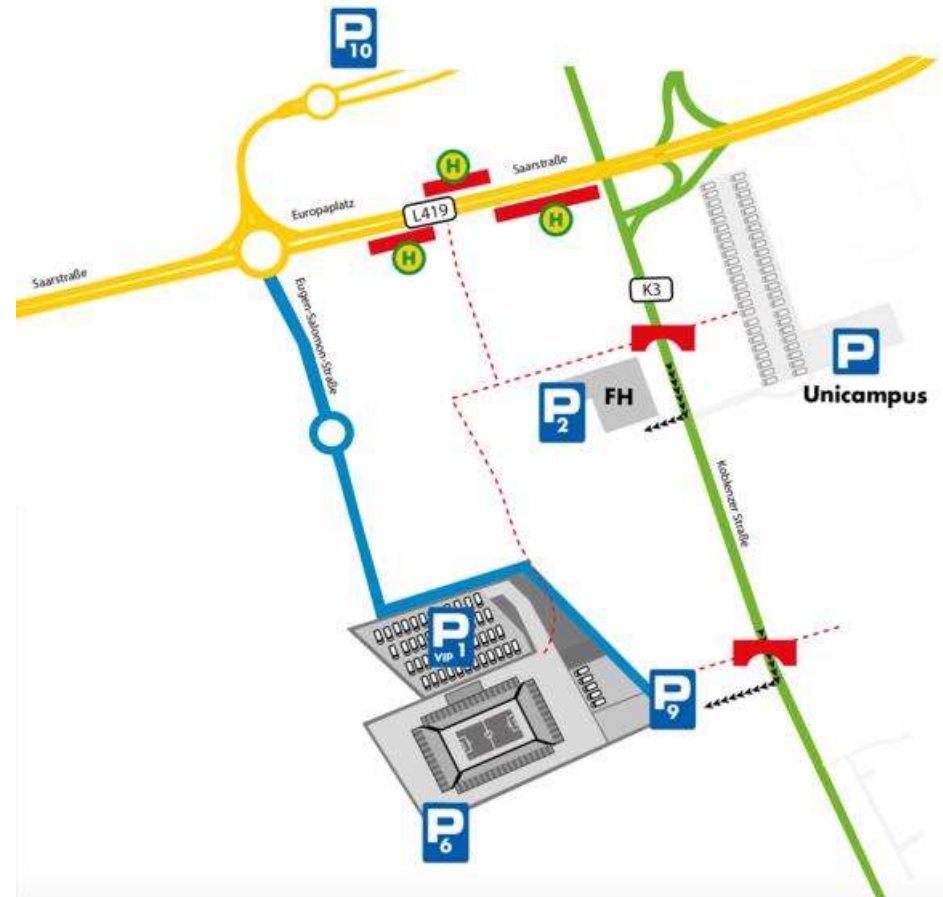 P
10
H
Saarstraße
Europaplatz
L419
H
H
Saarstraße
Eugen-Salomon-Straße
K3
P
Unicampus
P
2
FH
Koblenzer Straße
P
VIP 1
P
9
P
6